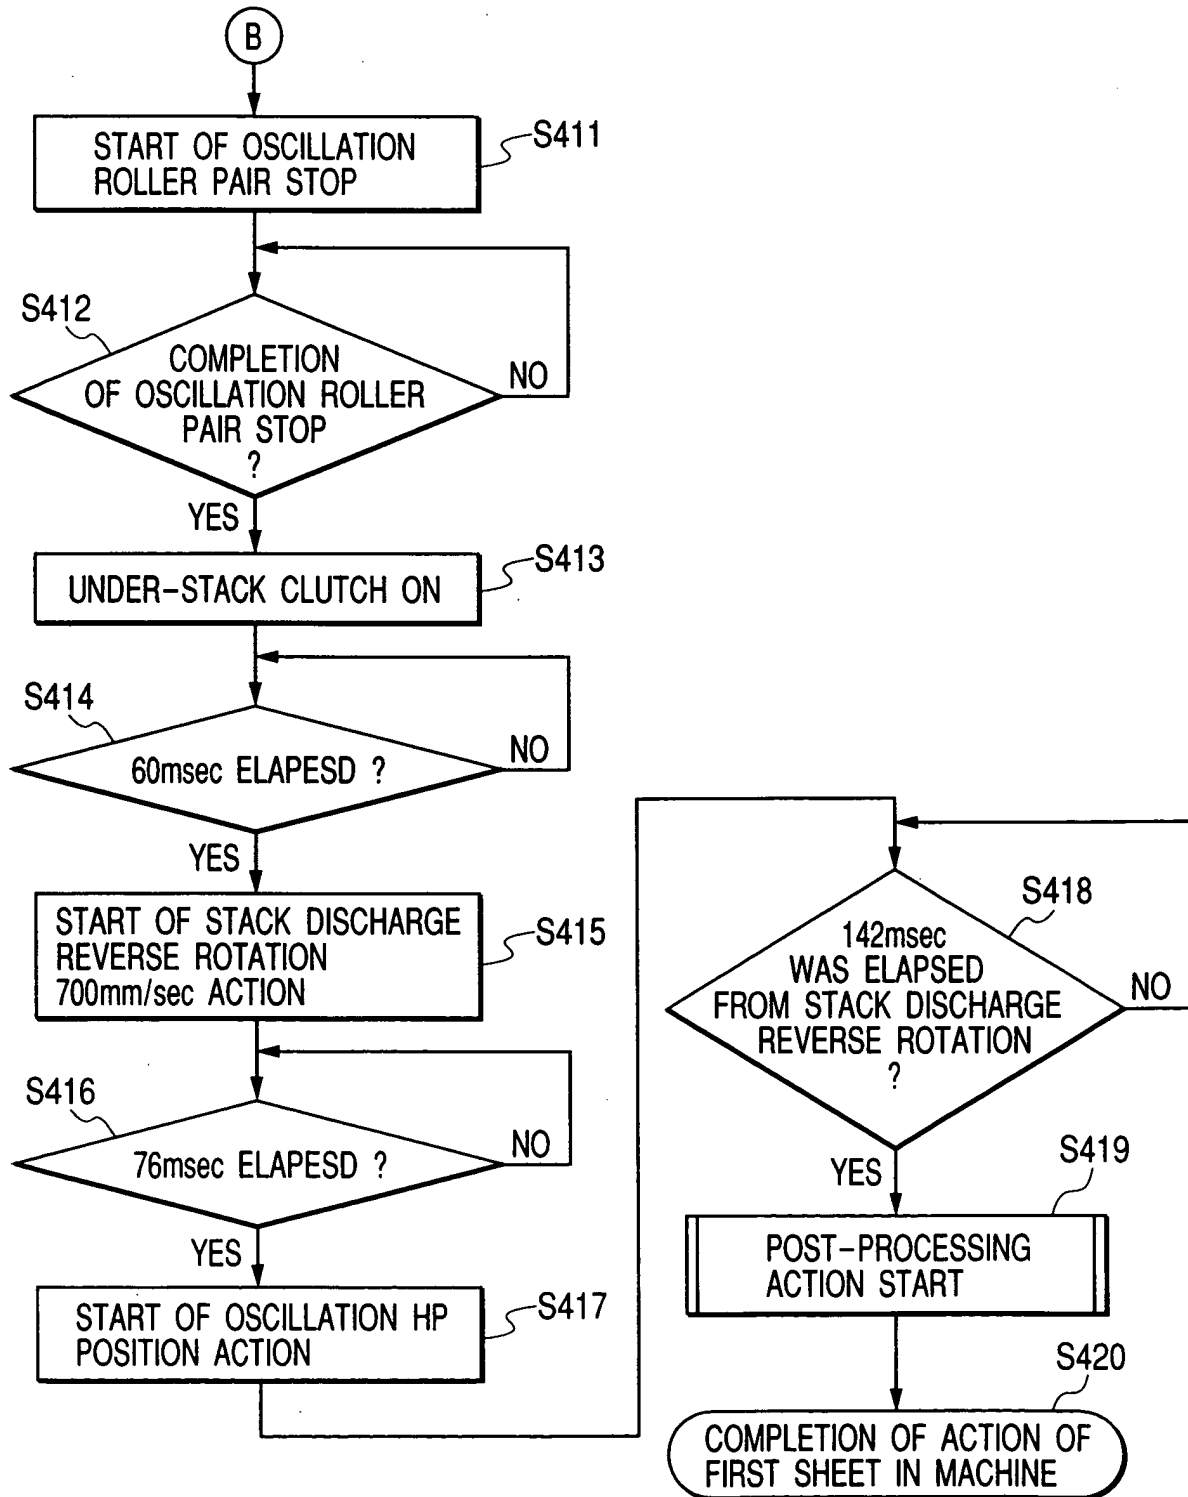 B
START OF OSCILLATION
ROLLER PAIR STOP
S411
S412
COMPLETION
OF OSCILLATION ROLLER
PAIR STOP
?
NO
YES
UNDER-STACK CLUTCH ON
S413
S414
60msec ELAPESD ?
NO
YES
START OF STACK DISCHARGE
REVERSE ROTATION
700mm/sec ACTION
S415
S416
76msec ELAPESD ?
NO
YES
START OF OSCILLATION HP
POSITION ACTION
S417
S418
142msec
WAS ELAPSED
FROM STACK DISCHARGE
REVERSE ROTATION
?
NO
YES
S419
POST-PROCESSING
ACTION START
S420
COMPLETION OF ACTION OF
FIRST SHEET IN MACHINE